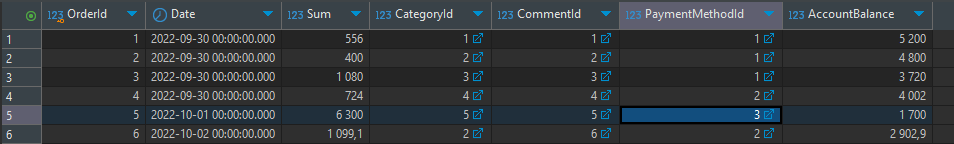 123 OrderId Date 123 Sum 123 CategoryId 123 CommentId 123 PaymentMethodId 123 AccountBalance
1 1 2022-09-30 00:00:00.000 556 1 1 1 5 200
2 2 2022-09-30 00:00:00.000 400 2 2 1 4 800
3 3 2022-09-30 00:00:00.000 1 080 3 3 1 3 720
4 4 2022-09-30 00:00:00.000 724 4 4 2 4 002
5 5 2022-10-01 00:00:00.000 6 300 5 5 3 1 700
6 6 2022-10-02 00:00:00.000 1 099,1 2 6 2 2 902,9